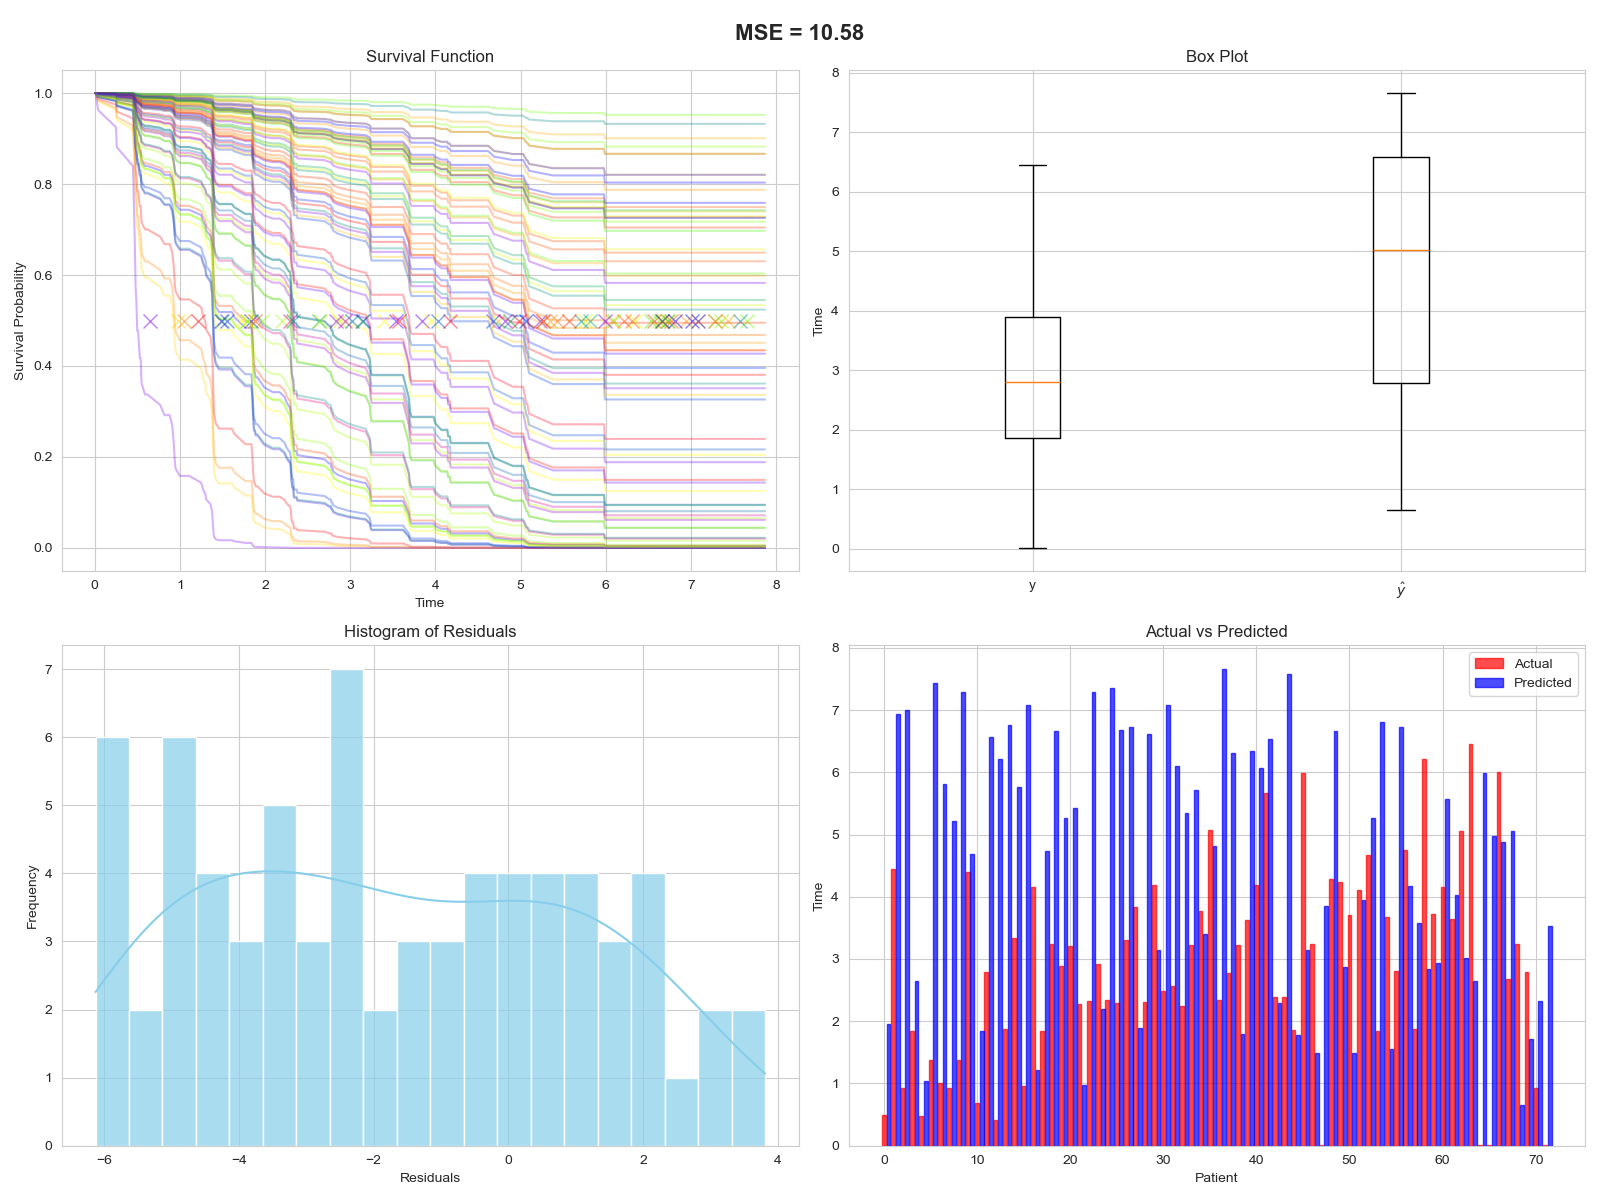 MSE = 10.58
Survival Function
1.0
0.8
0.6
0.4
0.2
0.0
Survival Probability
0 1 2 3 4 5 6 7 8
Time
Box Plot
8
7
6
5
4
3
2
1
0
Time
y ŷ
Histogram of Residuals
7
6
5
4
3
2
1
0
Frequency
−6 −4 −2 0 2 4
Residuals
Actual vs Predicted
Actual
Predicted
8
7
6
5
4
3
2
1
0
Time
0 10 20 30 40 50 60 70
Patient